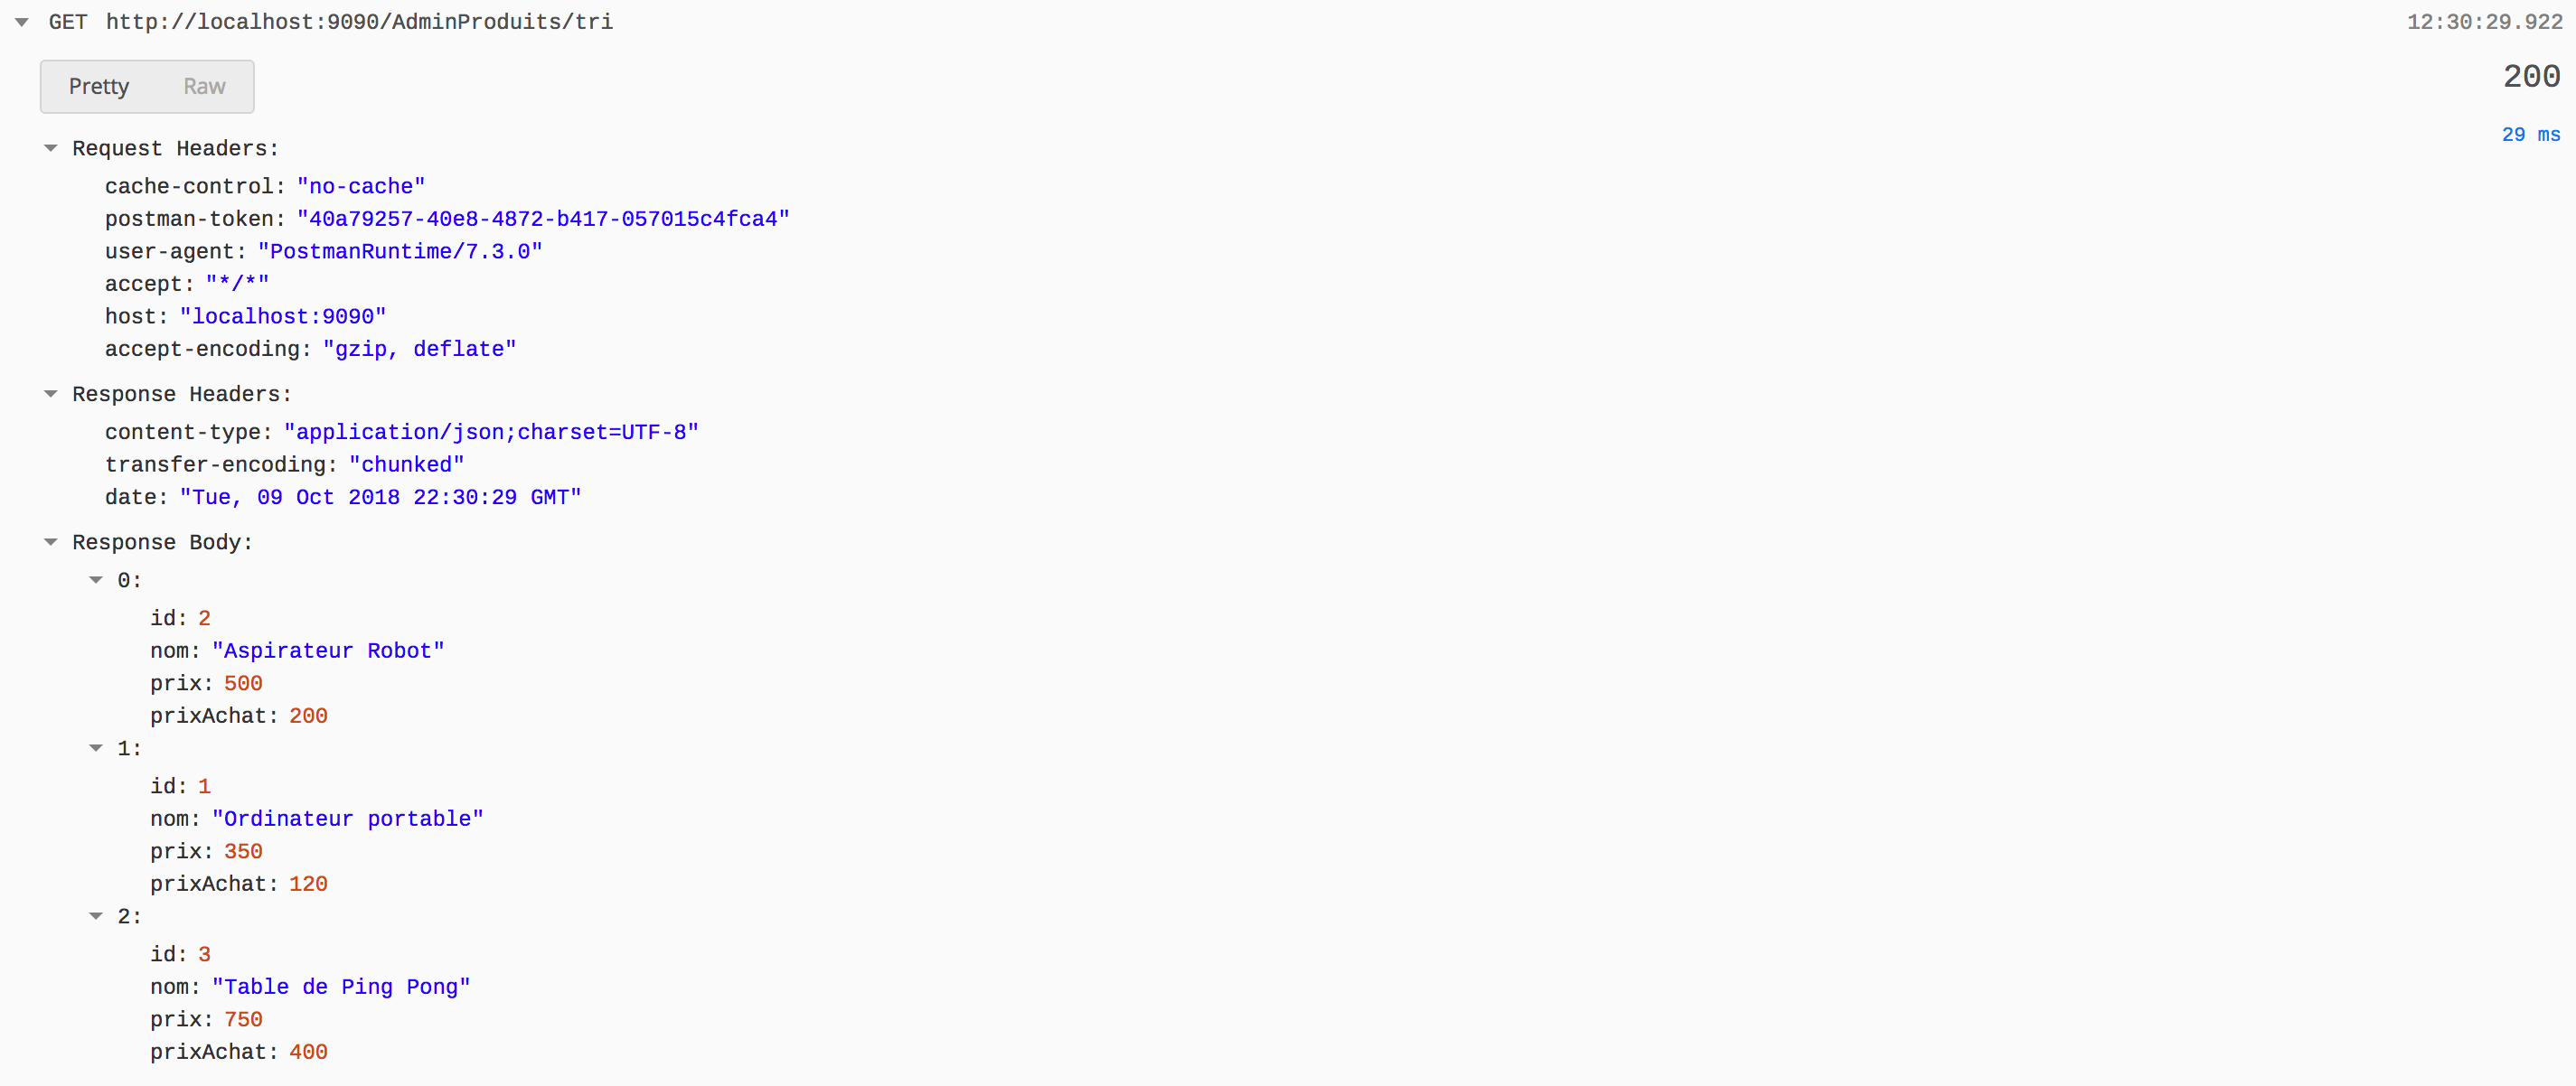 GET http://localhost:9090/AdminProduits/tri 12:30:29.922
Pretty Raw 200
29 ms
Request Headers:
cache-control: "no-cache"
postman-token: "40a79257-40e8-4872-b417-057015c4fca4"
user-agent: "PostmanRuntime/7.3.0"
accept: "*/*"
host: "localhost:9090"
accept-encoding: "gzip, deflate"
Response Headers:
content-type: "application/json;charset=UTF-8"
transfer-encoding: "chunked"
date: "Tue, 09 Oct 2018 22:30:29 GMT"
Response Body:
0:
id: 2
nom: "Aspirateur Robot"
prix: 500
prixAchat: 200
1:
id: 1
nom: "Ordinateur portable"
prix: 350
prixAchat: 120
2:
id: 3
nom: "Table de Ping Pong"
prix: 750
prixAchat: 400